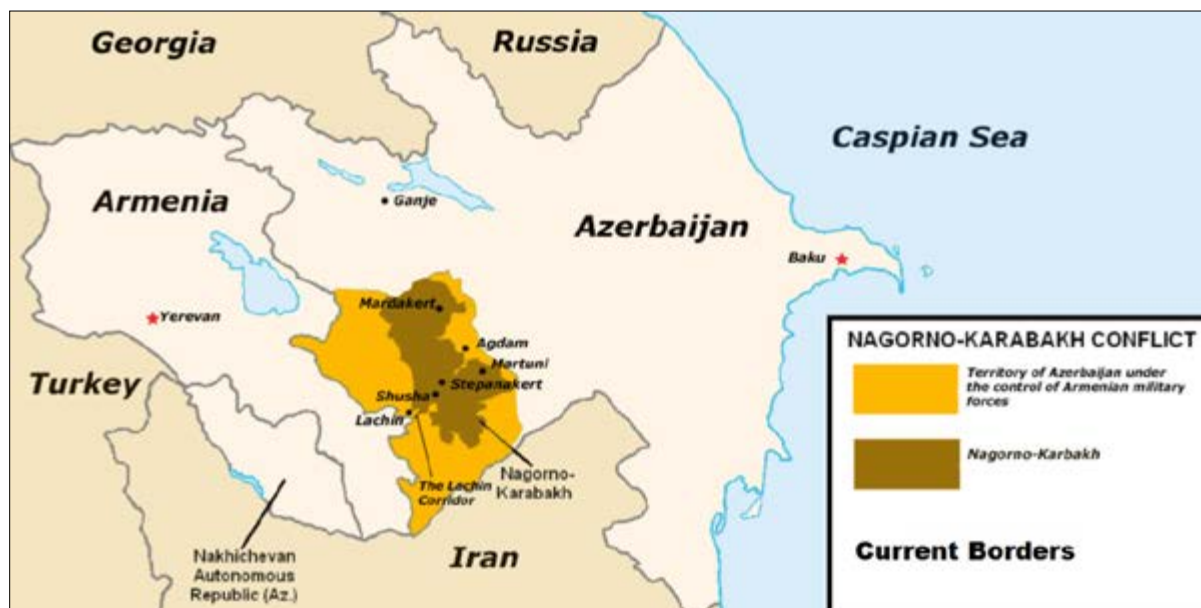 Georgia
Russia
Caspian Sea
Armenia
Ganje
Azerbaijan
Baku
Mardakert
Yerevan
Agdam
Martuni
Turkey
Stepanakert
Shusha
Lachin
The Lachin
Corridor
Nagorno-
Karabakh
Nakhichevan
Autonomous
Republic (Az.)
Iran
NAGORNO-KARABAKH CONFLICT
Territory of Azerbaijan under
the control of Armenian military
forces
Nagorno-Karbakh
Current Borders